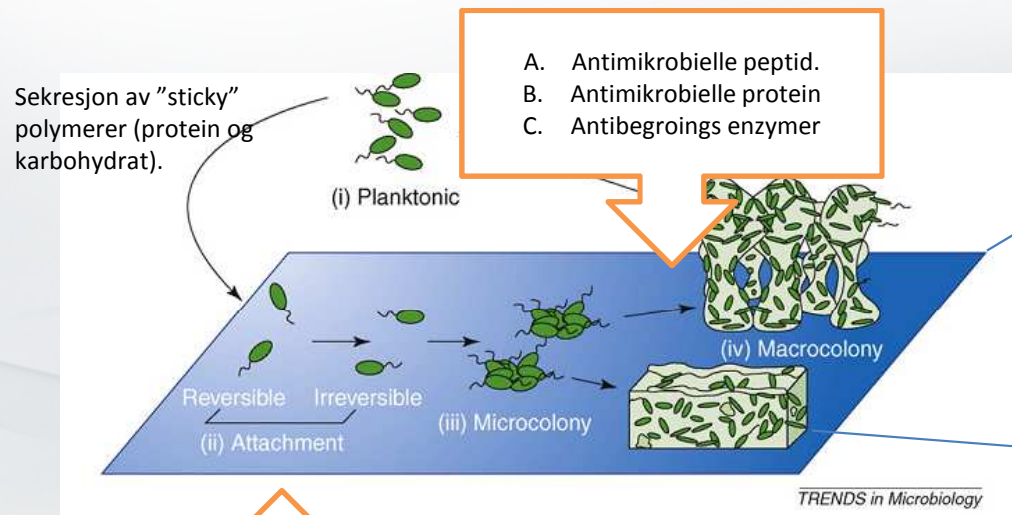 Sekresjon av ”sticky”
polymerer (protein og
karbohydrat).
A. Antimikrobielle peptid.
B. Antimikrobielle protein
C. Antibegroings enzymer
(i) Planktonic
(iv) Macrocolony
Reversible Irreversible
(iii) Microcolony
(ii) Attachment
TRENDS in Microbiology